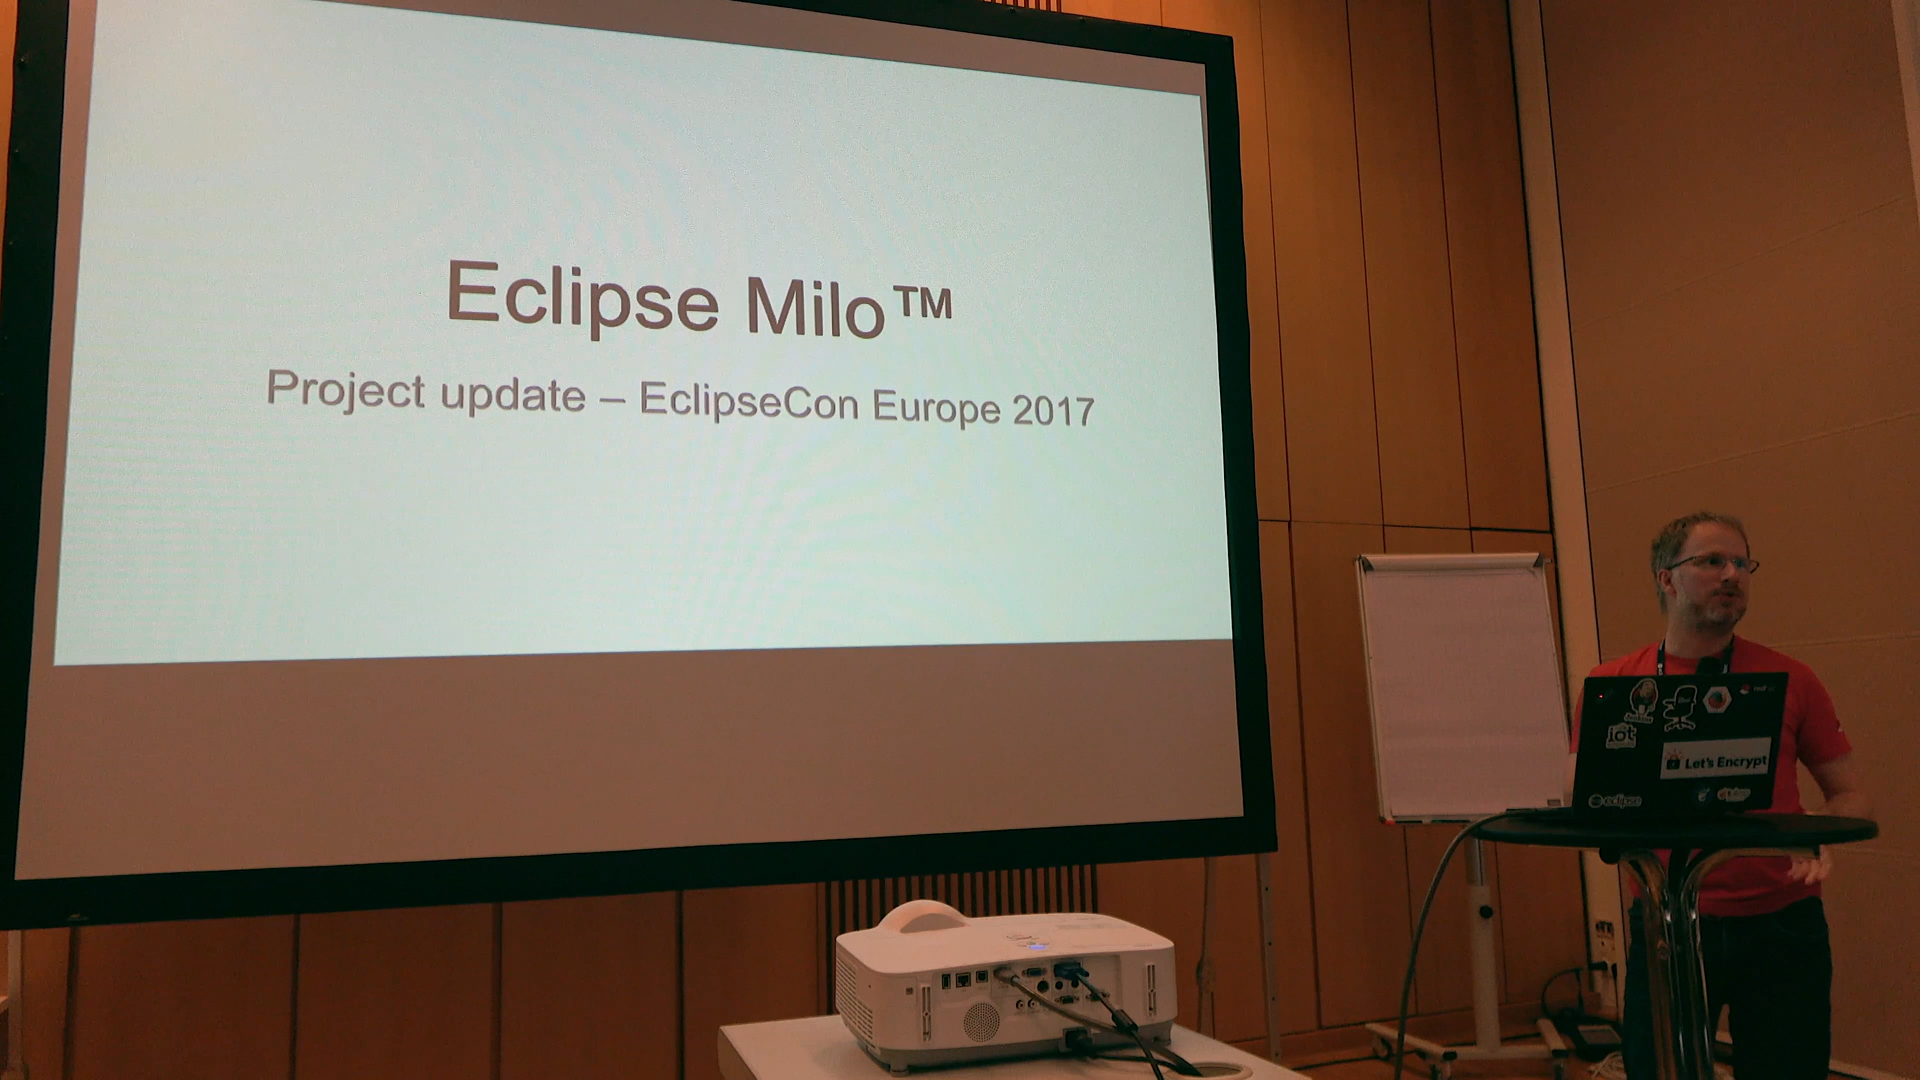 Eclipse Milo™
Project update – EclipseCon Europe 2017
iot
Let's Encrypt
eclipse